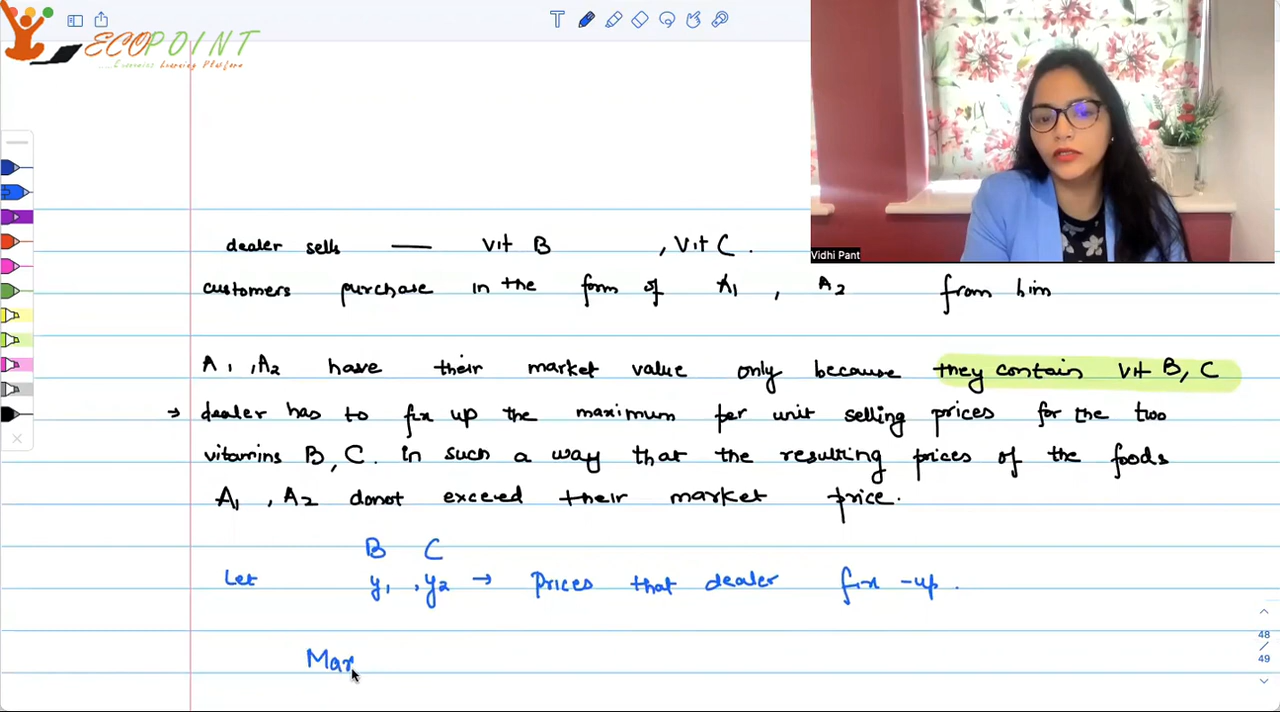 ECOPOINT
Economics Learning Platform
Vidhi Pant
dealer sells — Vit B , Vit C.
customers purchase in the form of A1 , A2 from him
A1 ,A2 have their market value only because they contain Vit B, C
→ dealer has to fix up the maximum per unit selling prices for the two
vitamins B, C. In such a way that the resulting prices of the foods
A1 ,A2 donot exceed their market price.
B C
Let y1 , y2 → Prices that dealer fix-up.
Max
48
/
49